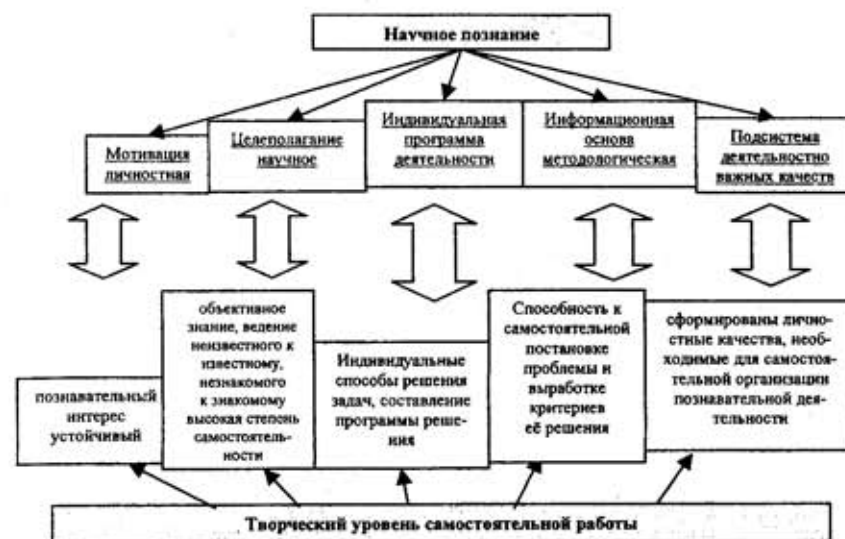 Научное познание
Мотивация
личностная
Целеполагание
научное
Индивидуальная
программа
деятельности
Информационная
основа
методологическая
Подсистема
деятельностно
важных качеств
познавательный
интерес
устойчивый
объективное
знание, ведение
неизвестного к
известному,
незнакомого
к знакомому
высокая степень
самостоятель-
ности
Индивидуальные
способы решения
задач, составление
программы реше-
ния
Способность к
самостоятельной
постановке
проблемы и
выработке
критериев
её решения
сформированы лично-
стные качества, необ-
ходимые для самостоя-
тельной организации
познавательной дея-
тельности
Творческий уровень самостоятельной работы